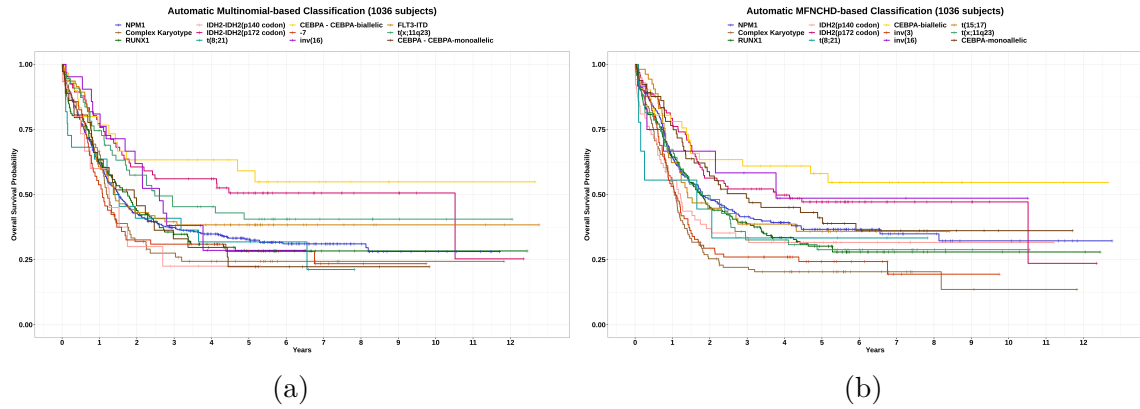 Automatic Multinomial-based Classification (1036 subjects)
NPM1
Complex Karyotype
RUNX1
IDH2-IDH2(p140 codon)
IDH2-IDH2(p172 codon)
t(8;21)
CEBPA - CEBPA-biallelic
-7
inv(16)
FLT3-ITD
t(x;11q23)
CEBPA - CEBPA-monoallelic
Overall Survival Probability
1.00
0.75
0.50
0.25
0.00
0 1 2 3 4 5 6 7 8 9 10 11 12
Years
(a)
Automatic MFNCHD-based Classification (1036 subjects)
NPM1
Complex Karyotype
RUNX1
IDH2(p140 codon)
IDH2(p172 codon)
t(8;21)
CEBPA-biallelic
inv(3)
inv(16)
t(15;17)
t(x;11q23)
CEBPA-monoallelic
Overall Survival Probability
1.00
0.75
0.50
0.25
0.00
0 1 2 3 4 5 6 7 8 9 10 11 12
Years
(b)